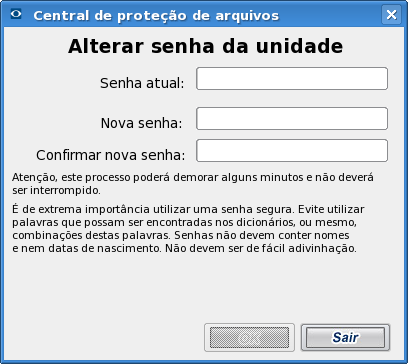 Central de proteção de arquivos
Alterar senha da unidade
Senha atual:
Nova senha:
Confirmar nova senha:
Atenção, este processo poderá demorar alguns minutos e não deverá
ser interrompido.
É de extrema importância utilizar uma senha segura. Evite utilizar
palavras que possam ser encontradas nos dicionários, ou mesmo,
combinações destas palavras. Senhas não devem conter nomes
e nem datas de nascimento. Não devem ser de fácil adivinhação.
OK
Sair